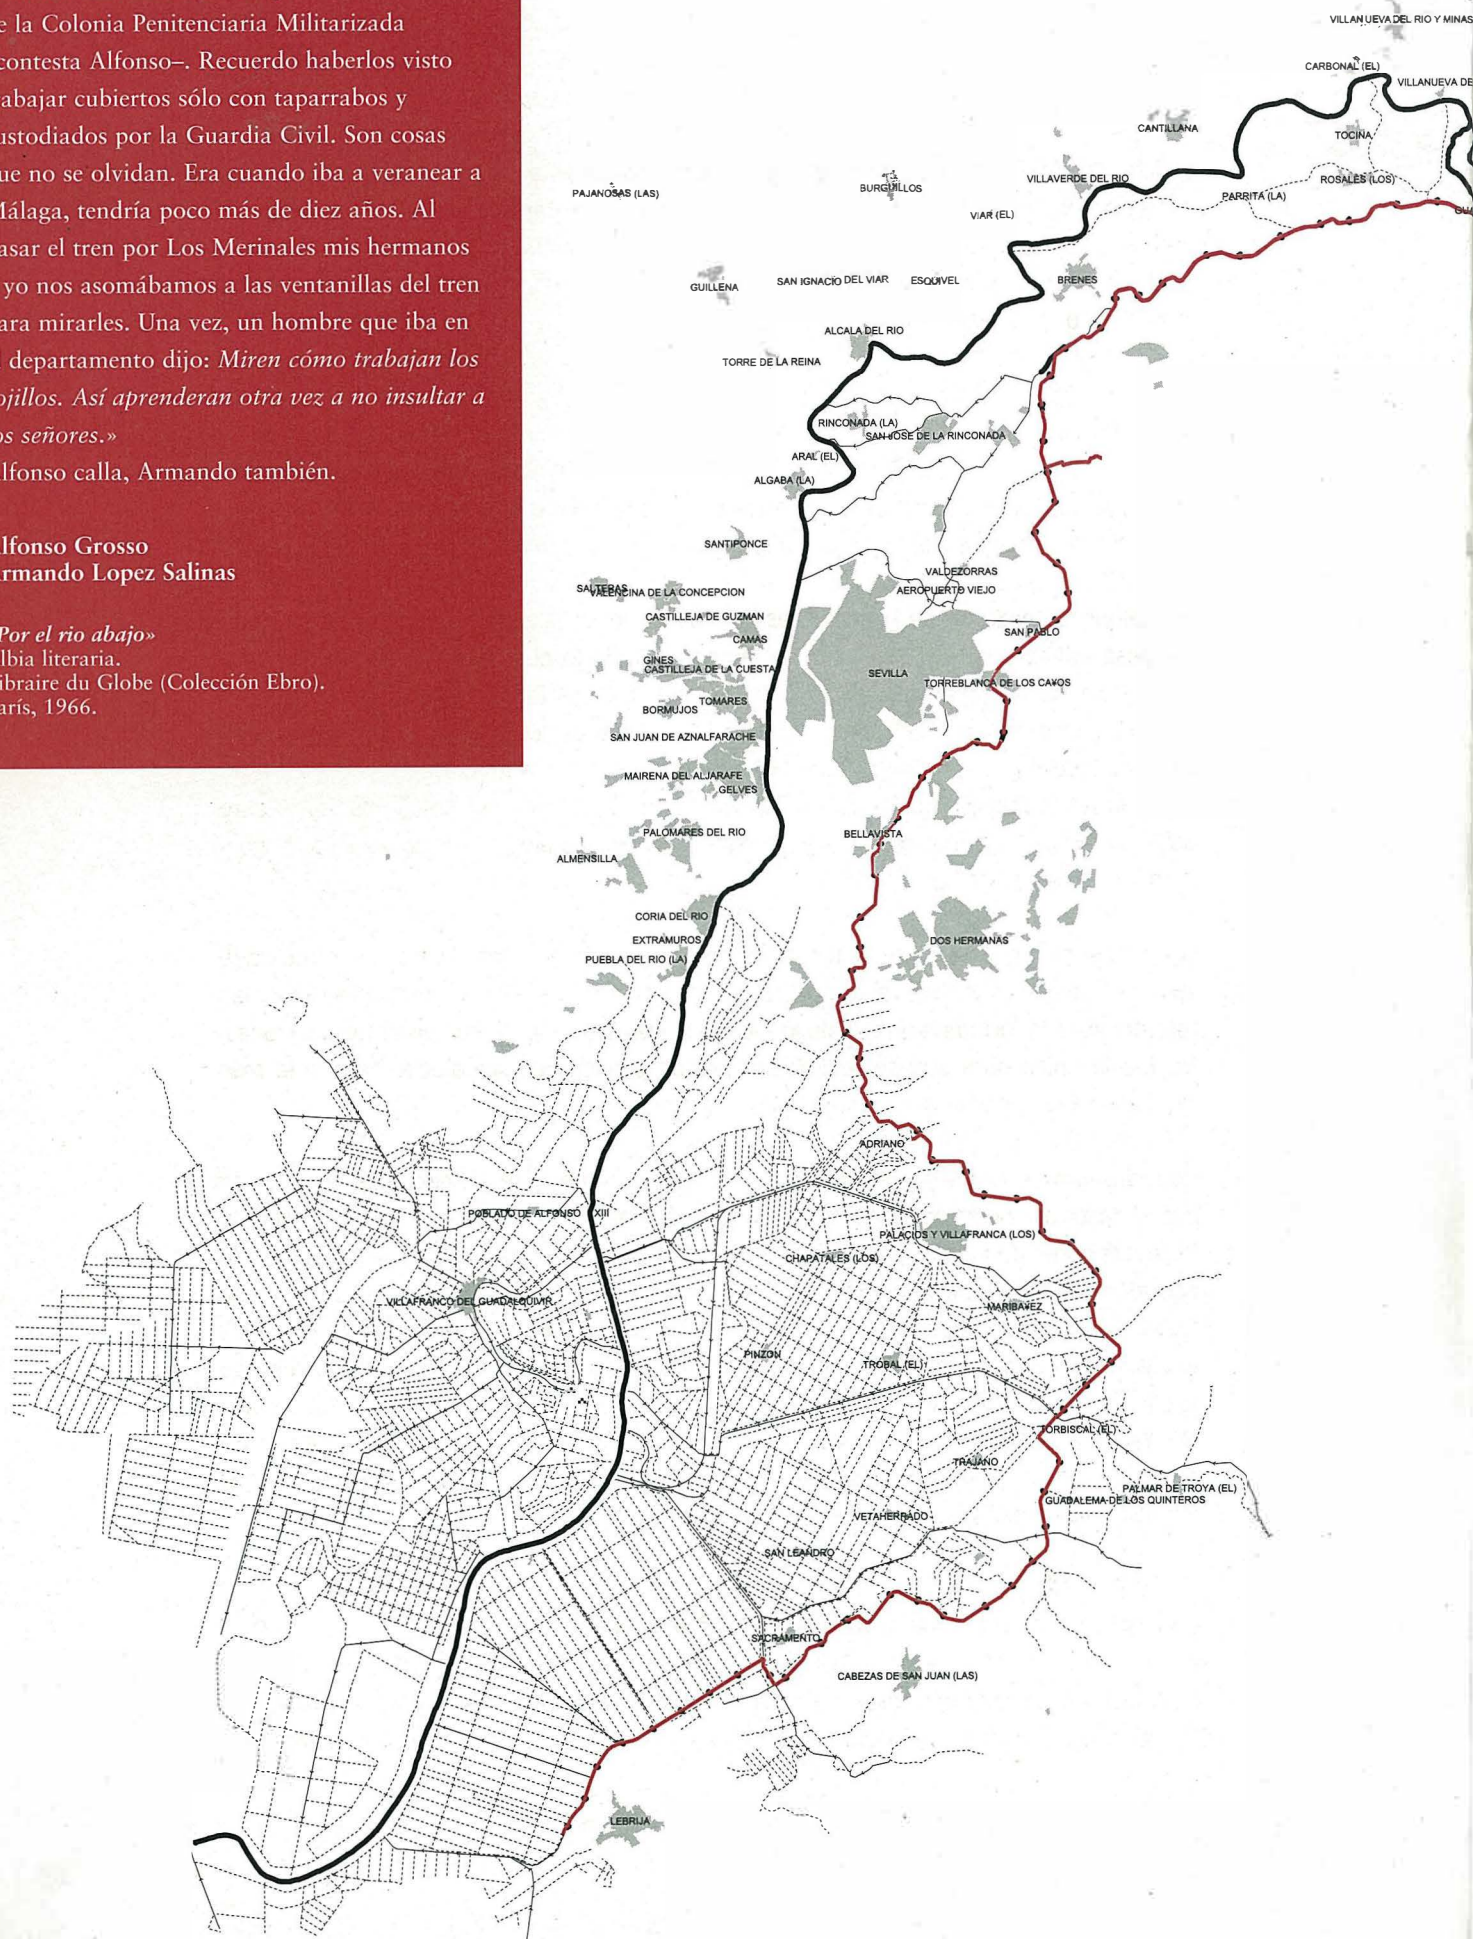 e la Colonia Penitenciaria Militarizada
contesta Alfonso–. Recuerdo haberlos visto
abajar cubiertos sólo con taparrabos y
ustodiados por la Guardia Civil. Son cosas
ue no se olvidan. Era cuando iba a veranear a
Málaga, tendría poco más de diez años. Al
asar el tren por Los Merinales mis hermanos
yo nos asomábamos a las ventanillas del tren
ara mirarles. Una vez, un hombre que iba en
l departamento dijo: Miren cómo trabajan los
ojillos. Así aprenderan otra vez a no insultar a
os señores.»
lfonso calla, Armando también.
lfonso Grosso
rmando Lopez Salinas
Por el rio abajo»
lbia literaria.
ibraire du Globe (Colección Ebro).
arís, 1966.
VILLANUEVA DEL RIO Y MINAS
CARBONAL (EL)
VILLANUEVA DE
CANTILLANA
TOCINA
VILLAVERDE DEL RIO
ROSALES (LOS)
PAJANOSAS (LAS)
BURGUILLOS
PARRITA (LA)
GUA
VIAR (EL)
GUILLENA
SAN IGNACIO DEL VIAR
ESQUIVEL
BRENES
ALCALA DEL RIO
TORRE DE LA REINA
RINCONADA (LA)
SAN JOSE DE LA RINCONADA
ARAL (EL)
ALGABA (LA)
SANTIPONCE
VALDEZORRAS
SALTERAS
VALENCINA DE LA CONCEPCION
AEROPUERTO VIEJO
CASTILLEJA DE GUZMAN
CAMAS
SAN PABLO
GINES
CASTILLEJA DE LA CUESTA
SEVILLA
TORREBLANCA DE LOS CAÑOS
TOMARES
BORMUJOS
SAN JUAN DE AZNALFARACHE
MAIRENA DEL ALJARAFE
GELVES
PALOMARES DEL RIO
BELLAVISTA
ALMENSILLA
CORIA DEL RIO
EXTRAMUROS
DOS HERMANAS
PUEBLA DEL RIO (LA)
ADRIANO
POBLADO DE ALFONSO XIII
PALACIOS Y VILLAFRANCA (LOS)
CHAPATALES (LOS)
VILLAFRANCO DEL GUADALQUIVIR
MARIBAÑEZ
PINZON
TROBAL (EL)
TORBISCAL (EL)
TRAJANO
PALMAR DE TROYA (EL)
GUADALEMA DE LOS QUINTEROS
VETAHERRADO
SAN LEANDRO
SACRAMENTO
CABEZAS DE SAN JUAN (LAS)
LEBRIJA